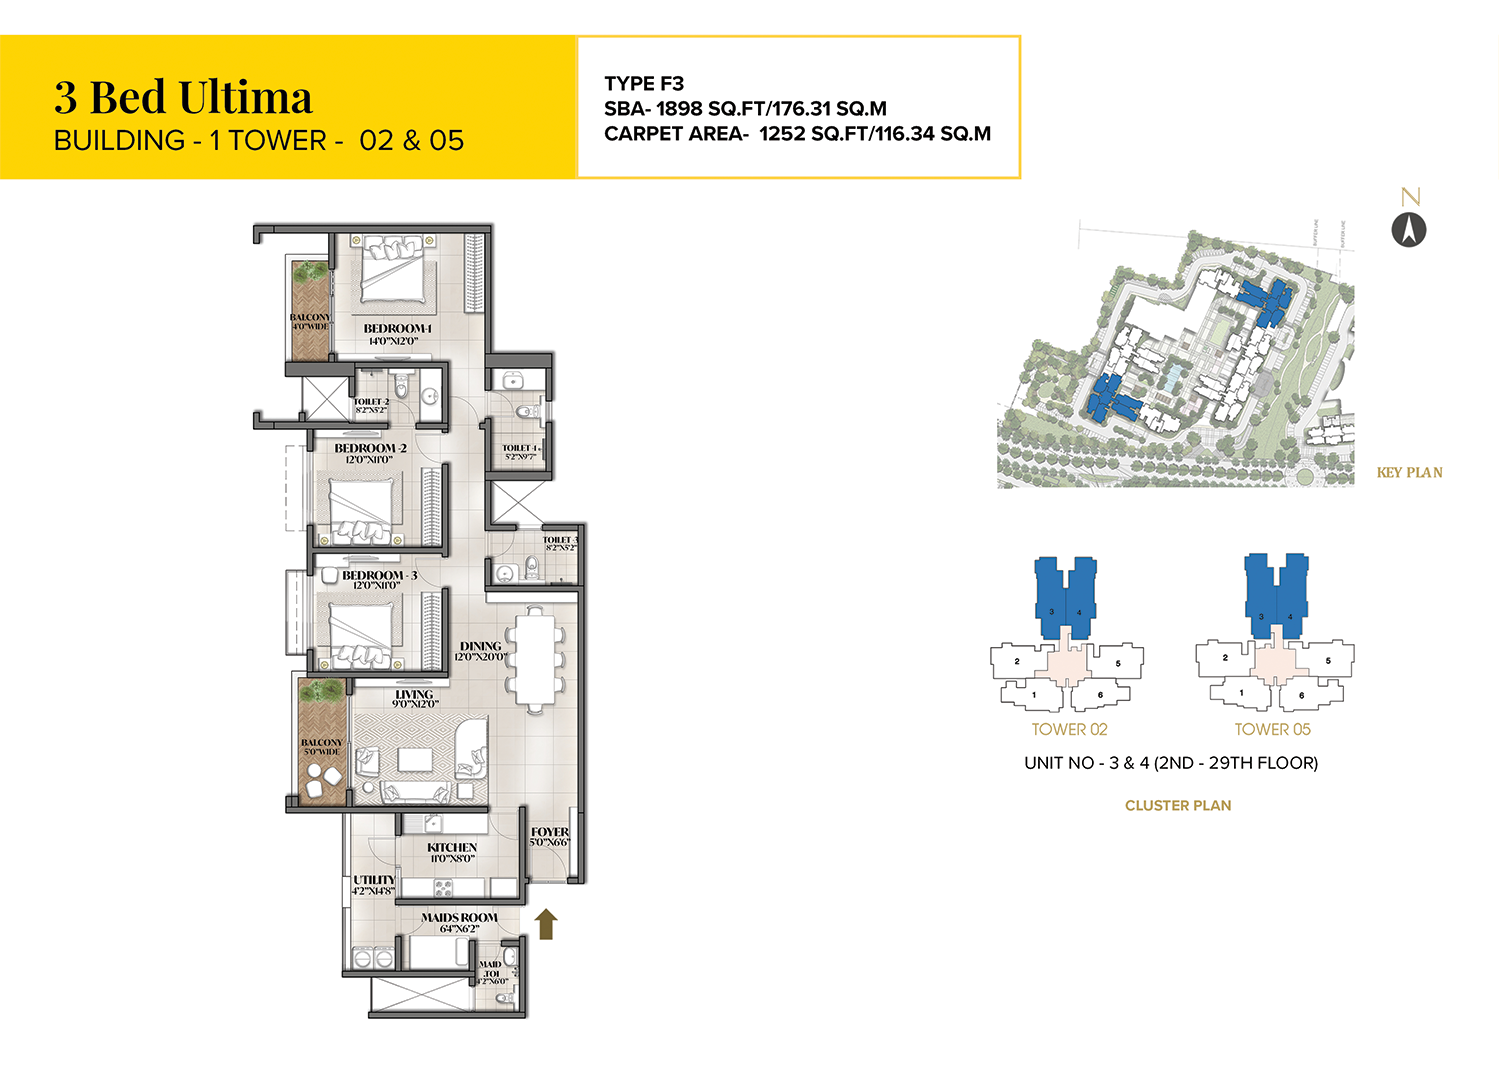 3 Bed Ultima
BUILDING - 1 TOWER - 02 & 05
TYPE F3
SBA- 1898 SQ.FT/176.31 SQ.M
CARPET AREA- 1252 SQ.FT/116.34 SQ.M
N
BUFFER LINE
BUFFER LINE
KEY PLAN
BALCONY
4'0"WIDE
BEDROOM-1
14'0"X12'0"
TOILET-2
8'2"X5'2"
TOILET-1
5'2"X9'7"
BEDROOM -2
12'0"X11'0"
TOILET-3
8'2"X5'2"
BEDROOM - 3
12'0"X11'0"
DINING
12'0"X20'0"
LIVING
9'0"X12'0"
BALCONY
5'0"WIDE
FOYER
5'0"X6'6"
KITCHEN
11'0"X8'0"
UTILITY
4'2"X14'8"
MAIDS ROOM
6'4"X6'2"
MAID
.TOI
4'2"X6'0"
3 4
2 5
1 6
TOWER 02
3 4
2 5
1 6
TOWER 05
UNIT NO - 3 & 4 (2ND - 29TH FLOOR)
CLUSTER PLAN